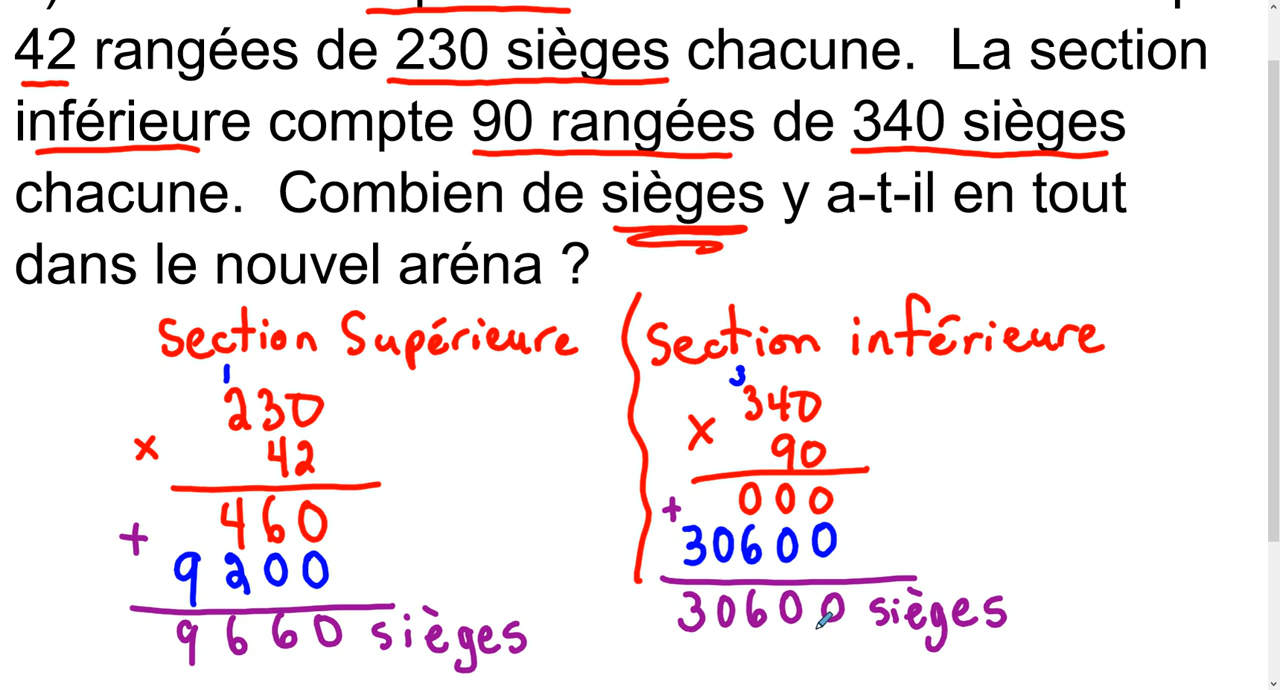 42 rangées de 230 sièges chacune. La section
inférieure compte 90 rangées de 340 sièges
chacune. Combien de sièges y a-t-il en tout
dans le nouvel aréna ?
Section Supérieure
1
230
x 42
460
+ 9200
9660 sièges
Section inférieure
3
340
x 90
000
+ 30600
30600 sièges